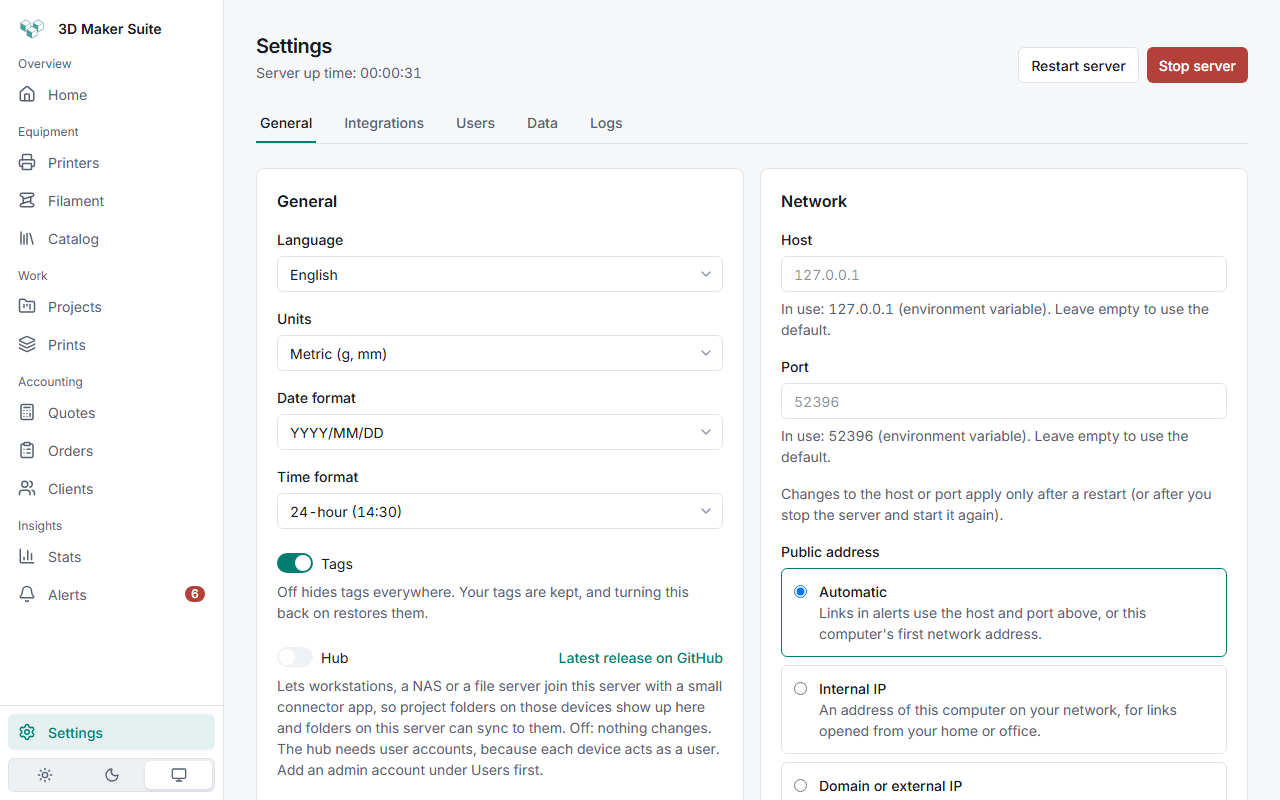 3D Maker Suite
Overview
Home
Equipment
Printers
Filament
Catalog
Work
Projects
Prints
Accounting
Quotes
Orders
Clients
Insights
Stats
Alerts
6
Settings
Settings
Server up time: 00:00:31
Restart server
Stop server
General
Integrations
Users
Data
Logs
General
Language
English
Units
Metric (g, mm)
Date format
YYYY/MM/DD
Time format
24-hour (14:30)
Tags
Off hides tags everywhere. Your tags are kept, and turning this
back on restores them.
Hub
Latest release on GitHub
Lets workstations, a NAS or a file server join this server with a small
connector app, so project folders on those devices show up here
and folders on this server can sync to them. Off: nothing changes.
The hub needs user accounts, because each device acts as a user.
Add an admin account under Users first.
Network
Host
127.0.0.1
In use: 127.0.0.1 (environment variable). Leave empty to use the
default.
Port
52396
In use: 52396 (environment variable). Leave empty to use the
default.
Changes to the host or port apply only after a restart (or after you
stop the server and start it again).
Public address
Automatic
Links in alerts use the host and port above, or this
computer's first network address.
Internal IP
An address of this computer on your network, for links
opened from your home or office.
Domain or external IP